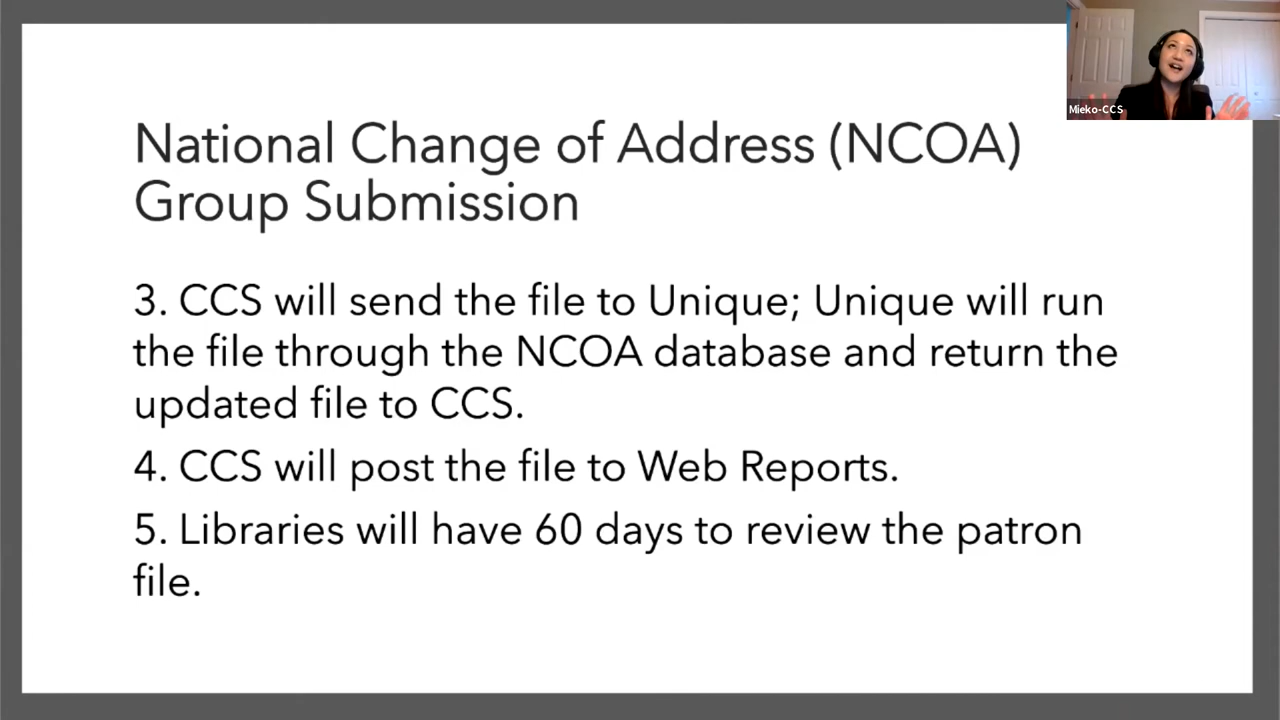 Mieko-CCS
National Change of Address (NCOA)
Group Submission
3. CCS will send the file to Unique; Unique will run
the file through the NCOA database and return the
updated file to CCS.
4. CCS will post the file to Web Reports.
5. Libraries will have 60 days to review the patron
file.